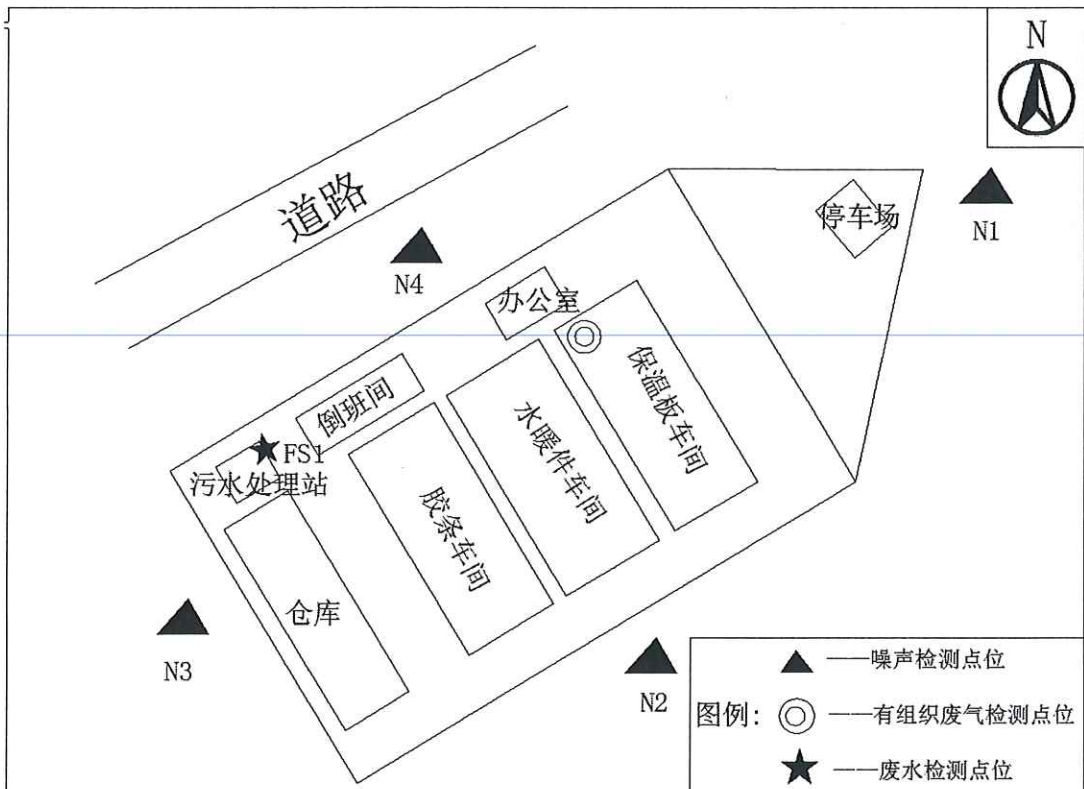 N
道路
停车场
N1
N4
办公室
保温板车间
倒班间
水暖件车间
FS1
污水处理站
胶条车间
仓库
N3
N2
——噪声检测点位
图例：
——有组织废气检测点位
——废水检测点位